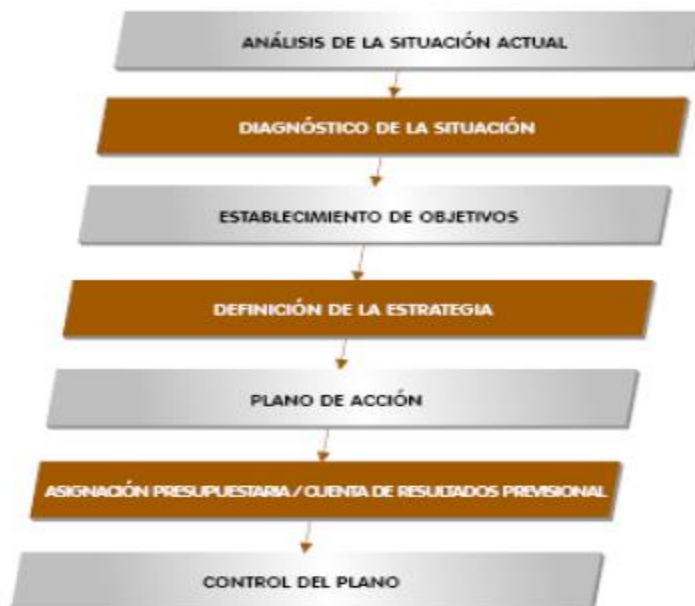 ANÁLISIS DE LA SITUACIÓN ACTUAL
DIAGNÓSTICO DE LA SITUACIÓN
ESTABLECIMIENTO DE OBJETIVOS
DEFINICIÓN DE LA ESTRATEGIA
PLANO DE ACCIÓN
ASIGNACIÓN PRESUPUESTARIA / CUENTA DE RESULTADOS PREVISIONAL
CONTROL DEL PLANO